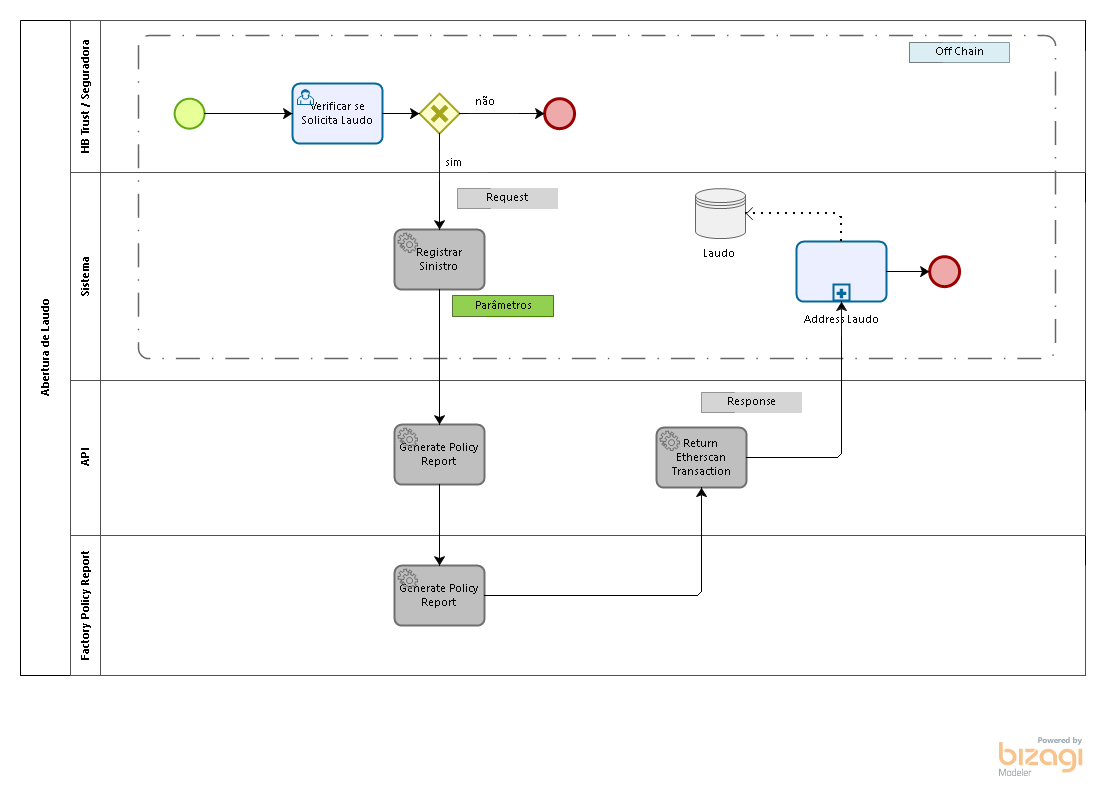 Abertura de Laudo
HB Trust / Seguradora
Off Chain
Verificar se
Solicita Laudo
não
sim
Sistema
Request
Registrar
Sinistro
Parâmetros
Laudo
Address Laudo
API
Response
Generate Policy
Report
Return
Etherscan
Transaction
Factory Policy Report
Generate Policy
Report
Powered by
bizagi
Modeler